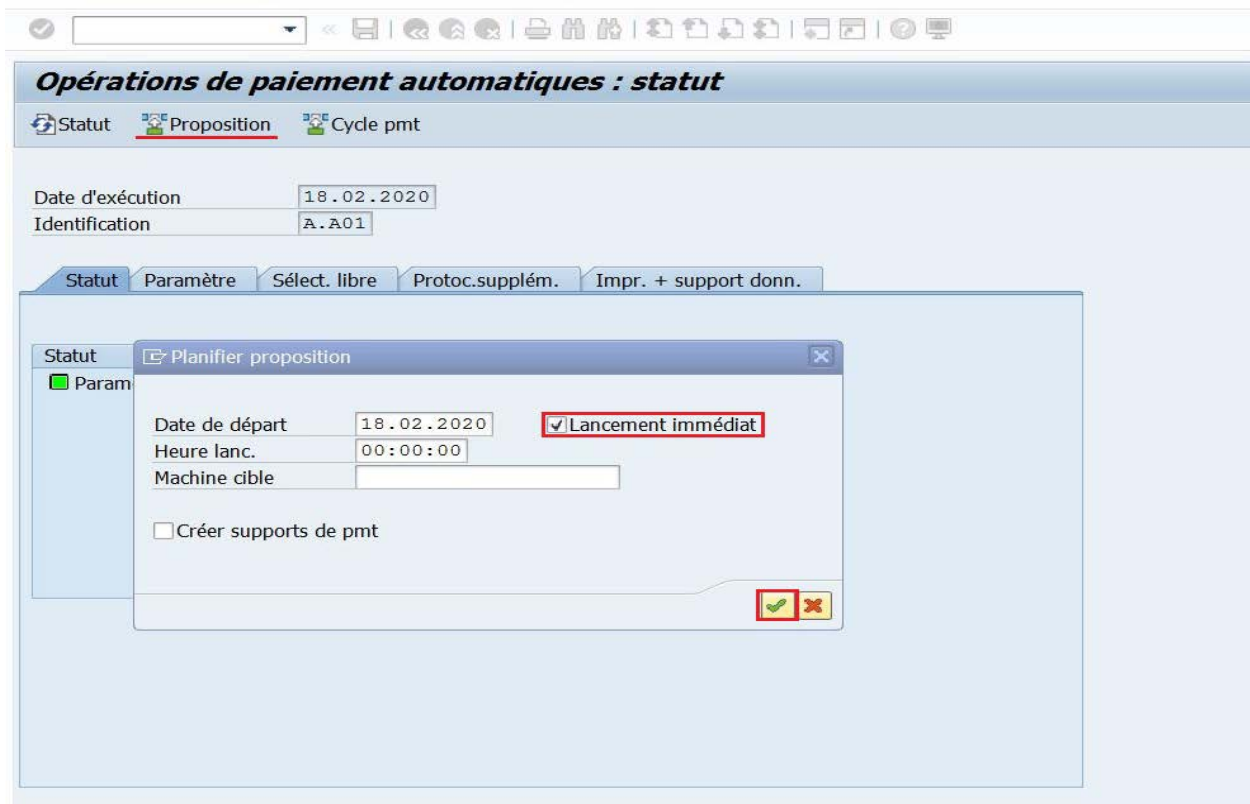 Opérations de paiement automatiques : statut
Statut Proposition Cycle pmt
Date d'exécution 18.02.2020
Identification A.A01
Statut Paramètre Sélect. libre Protoc.supplém. Impr. + support donn.
Statut Planifier proposition
Param
Date de départ 18.02.2020 Lancement immédiat
Heure lanc. 00:00:00
Machine cible
Créer supports de pmt